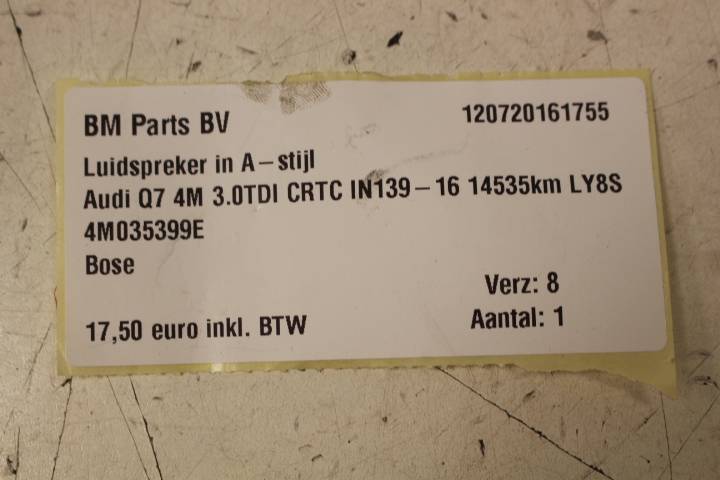 BM Parts BV 120720161755
Luidspreker in A-stijl
Audi Q7 4M 3.0TDI CRTC IN139-16 14535km LY8S
4M035399E
Bose
Verz: 8
17,50 euro inkl. BTW Aantal: 1